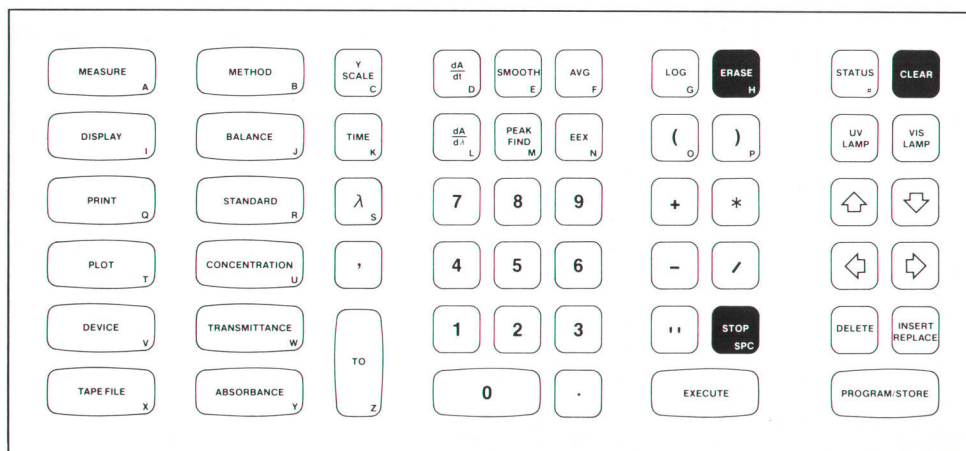 MEASURE A METHOD B Y SCALE C dA/dt D SMOOTH E AVG F LOG G ERASE H STATUS ¤ CLEAR
DISPLAY I BALANCE J TIME K dA/dλ L PEAK FIND M EEX N ( O ) P UV LAMP VIS LAMP
PRINT Q STANDARD R λ S 7 8 9 + *
PLOT T CONCENTRATION U , 4 5 6 - /
DEVICE V TRANSMITTANCE W TO Z 1 2 3 '' STOP SPC DELETE INSERT REPLACE
TAPE FILE X ABSORBANCE Y 0 . EXECUTE PROGRAM/STORE